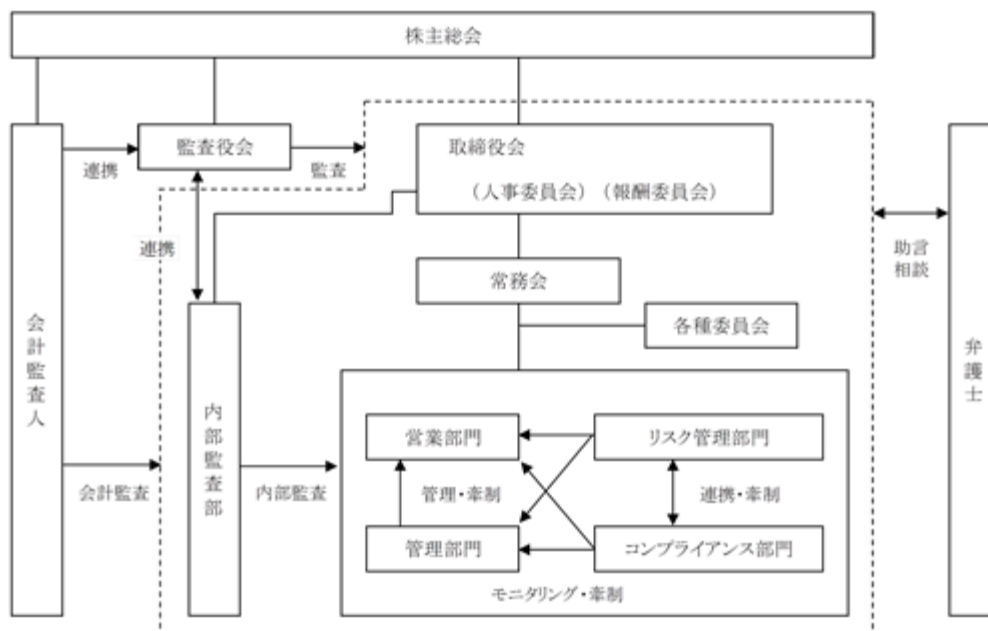 株主総会
監査役会
取締役会
(人事委員会) (報酬委員会)
連携
監査
連携
助言
相談
常務会
各種委員会
会計監査人
内部監査部
弁護士
営業部門
リスク管理部門
管理・牽制
連携・牽制
会計監査
内部監査
管理部門
コンプライアンス部門
モニタリング・牽制